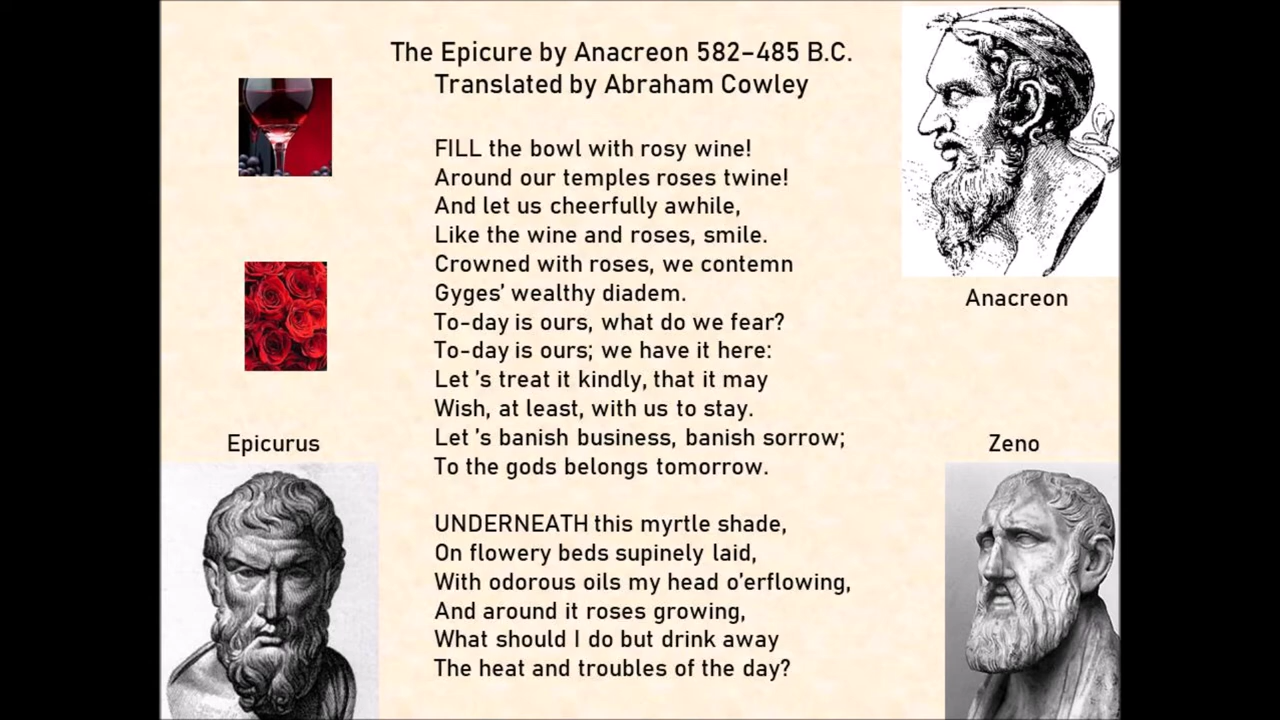 The Epicure by Anacreon 582-485 B.C.
Translated by Abraham Cowley
FILL the bowl with rosy wine!
Around our temples roses twine!
And let us cheerfully awhile,
Like the wine and roses, smile.
Crowned with roses, we contemn
Gyges' wealthy diadem.
To-day is ours, what do we fear?
To-day is ours; we have it here:
Let 's treat it kindly, that it may
Wish, at least, with us to stay.
Let 's banish business, banish sorrow;
To the gods belongs tomorrow.
UNDERNEATH this myrtle shade,
On flowery beds supinely laid,
With odorous oils my head o'erflowing,
And around it roses growing,
What should I do but drink away
The heat and troubles of the day?
Anacreon
Epicurus
Zeno